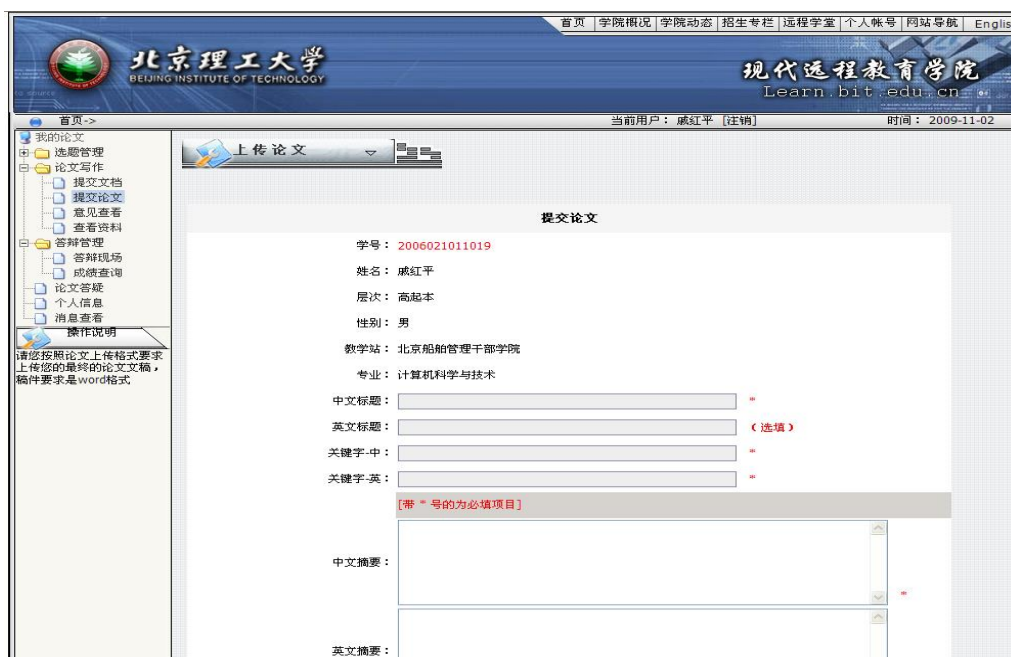 首页 | 学院概况 | 学院动态 | 招生专栏 | 远程学堂 | 个人帐号 | 网站导航 | Englis
北京理工大学
BEIJING INSTITUTE OF TECHNOLOGY
现代远程教育学院
Learn.bit.edu.cn
首页-> 当前用户: 戚红平 [注销] 时间: 2009-11-02
我的论文
选题管理
论文写作
提交文档
提交论文
意见查看
查看资料
答辩管理
答辩现场
成绩查询
论文答疑
个人信息
消息查看
操作说明
请您按照论文上传格式要求
上传您的最终的论文文稿,
稿件要求是word格式
上传论文
提交论文
学号: 2006021011019
姓名: 戚红平
层次: 高起本
性别: 男
教学站: 北京船舶管理干部学院
专业: 计算机科学与技术
中文标题: *
英文标题: (选填)
关键字-中: *
关键字-英: *
[带 * 号的为必填项目]
中文摘要: *
英文摘要: